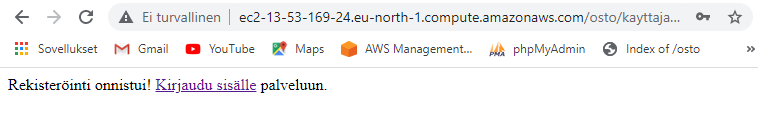 Ei turvallinen ec2-13-53-169-24.eu-north-1.compute.amazonaws.com/osto/kayttaja...
Sovellukset Gmail YouTube Maps AWS Management... phpMyAdmin Index of /osto »
Rekisteröinti onnistui! Kirjaudu sisälle palveluun.